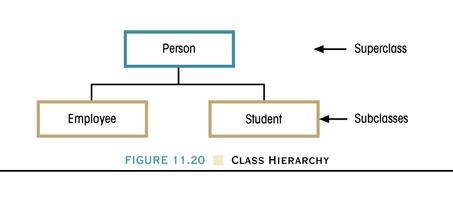 Person
Superclass
Employee
Student
Subclasses
FIGURE 11.20 CLASS HIERARCHY